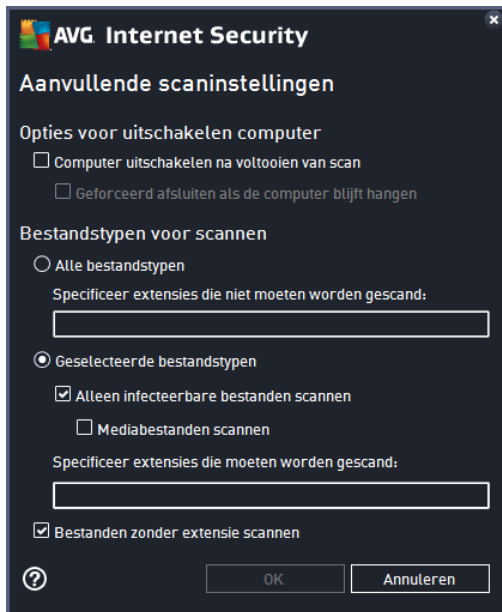 AVG. Internet Security
Aanvullende scaninstellingen
Opties voor uitschakelen computer
Computer uitschakelen na voltooien van scan
Geforceerd afsluiten als de computer blijft hangen
Bestandstypen voor scannen
Alle bestandstypen
Specificeer extensies die niet moeten worden gescand:
Geselecteerde bestandstypen
Alleen infecteerbare bestanden scannen
Mediabestanden scannen
Specificeer extensies die moeten worden gescand:
Bestanden zonder extensie scannen
? OK Annuleren